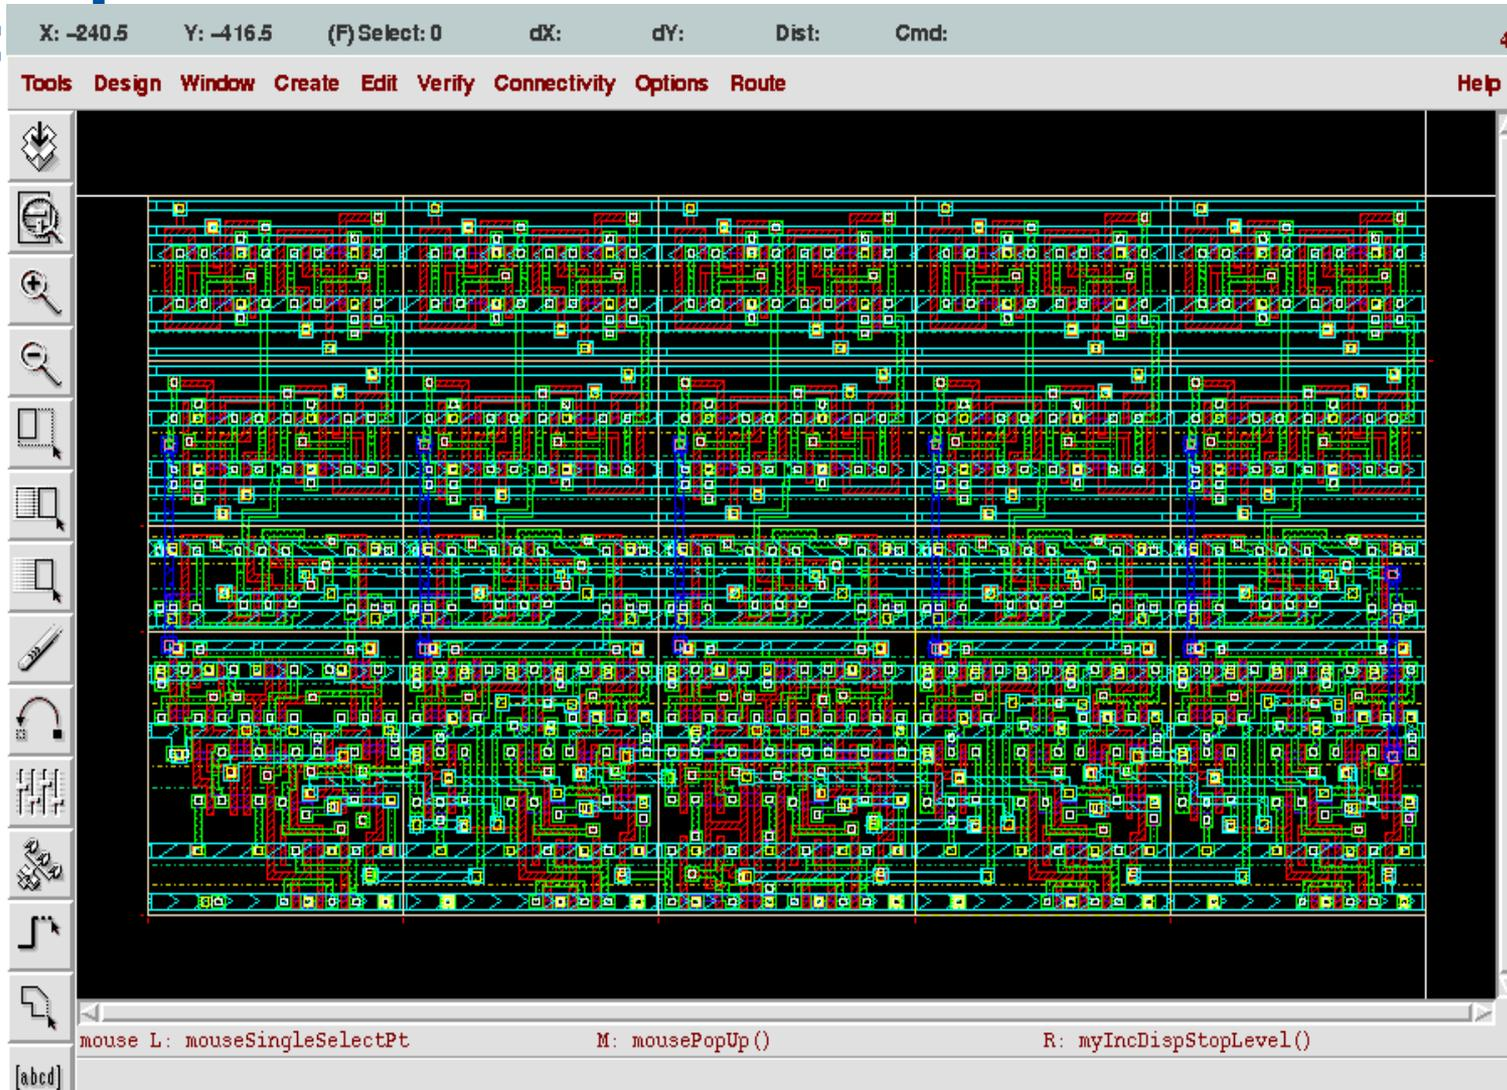 X: -240.5 Y: -416.5 (F) Select: 0 dX: dY: Dist: Cmd: 4
Tools Design Window Create Edit Verify Connectivity Options Route Help
mouse L: mouseSingleSelectPt M: mousePopUp() R: myIncDispStopLevel()
[abcd]